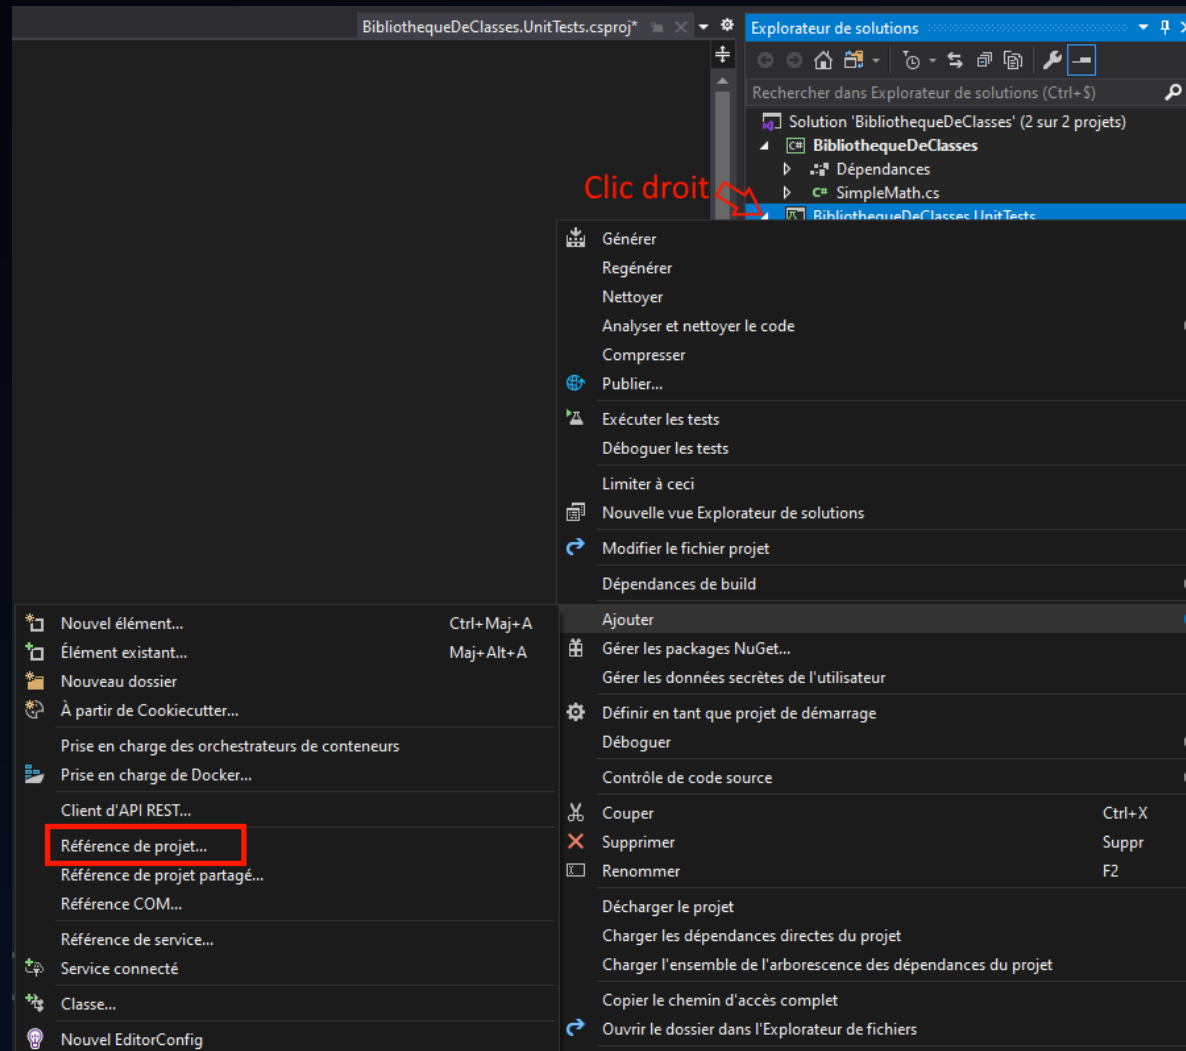 BibliothequeDeClasses.UnitTests.csproj*
Explorateur de solutions
Rechercher dans Explorateur de solutions (Ctrl+$)
Solution 'BibliothequeDeClasses' (2 sur 2 projets)
C# BibliothequeDeClasses
Dépendances
C# SimpleMath.cs
Clic droit
BibliothequeDeClasses.UnitTests
Générer
Regénérer
Nettoyer
Analyser et nettoyer le code
Compresser
Publier...
Exécuter les tests
Déboguer les tests
Limiter à ceci
Nouvelle vue Explorateur de solutions
Modifier le fichier projet
Dépendances de build
Ajouter
Gérer les packages NuGet...
Gérer les données secrètes de l'utilisateur
Définir en tant que projet de démarrage
Déboguer
Contrôle de code source
Couper Ctrl+X
Supprimer Suppr
Renommer F2
Décharger le projet
Charger les dépendances directes du projet
Charger l'ensemble de l'arborescence des dépendances du projet
Copier le chemin d'accès complet
Ouvrir le dossier dans l'Explorateur de fichiers
Nouvel élément... Ctrl+Maj+A
Élément existant... Maj+Alt+A
Nouveau dossier
À partir de Cookiecutter...
Prise en charge des orchestrateurs de conteneurs
Prise en charge de Docker...
Client d'API REST...
Référence de projet...
Référence de projet partagé...
Référence COM...
Référence de service...
Service connecté
Classe...
Nouvel EditorConfig